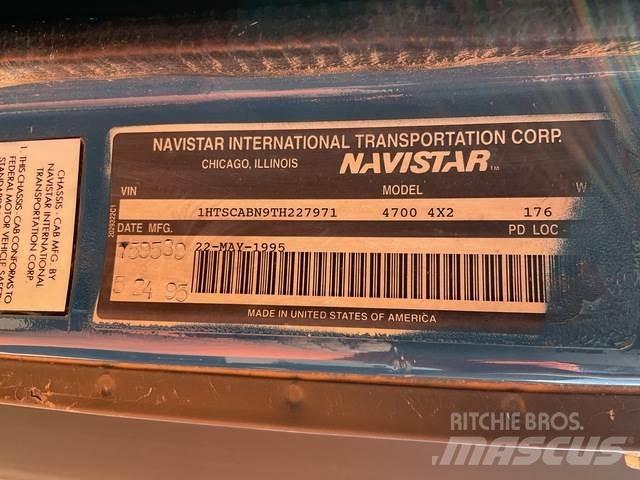 NAVISTAR INTERNATIONAL TRANSPORTATION CORP.
CHICAGO, ILLINOIS
NAVISTAR
VIN MODEL
1HTSCABN9TH227971 4700 4X2 176
DATE MFG. PD LOC
22-MAY-1995
5 24 95
MADE IN UNITED STATES OF AMERICA
CHASSIS - CAB MFG. BY
NAVISTAR INTERNATIONAL
TRANSPORTATION CORP.
1. THIS CHASSIS-CAB CONFORMS TO
FEDERAL MOTOR VEHICLE SAFETY
RITCHIE BROS.
MASCUS